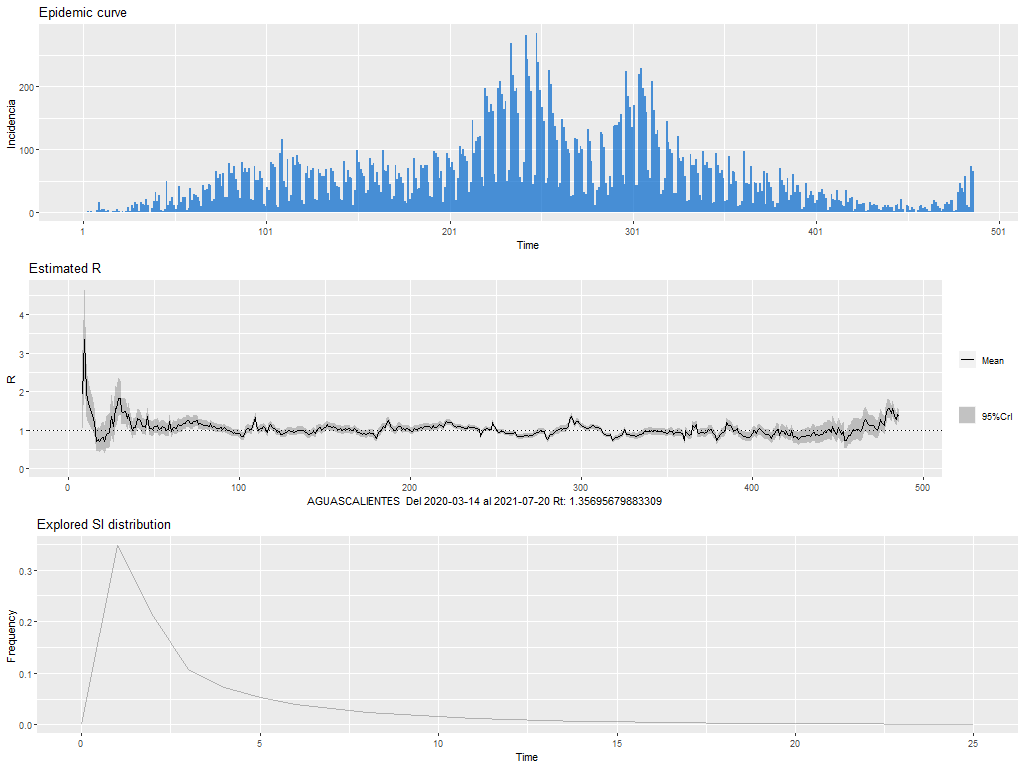 Epidemic curve
Incidencia
200
100
0
1
101
201
301
401
501
Time
Estimated R
R
4
3
2
1
0
0
100
200
300
400
500
AGUASCALIENTES Del 2020-03-14 al 2021-07-20 Rt: 1.35695679883309
Mean
95%CrI
Explored SI distribution
Frequency
0.3
0.2
0.1
0.0
0
5
10
15
20
25
Time